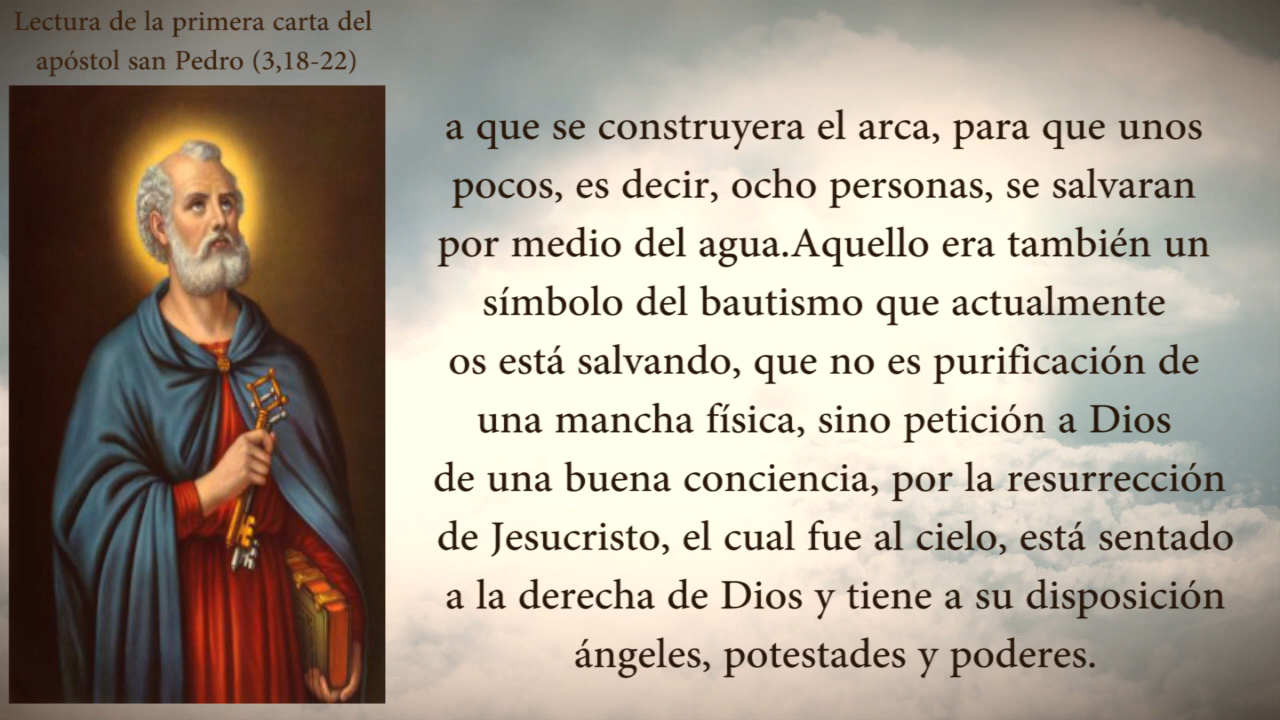 Lectura de la primera carta del
apóstol san Pedro (3,18-22)
a que se construyera el arca, para que unos
pocos, es decir, ocho personas, se salvaran
por medio del agua.Aquello era también un
símbolo del bautismo que actualmente
os está salvando, que no es purificación de
una mancha física, sino petición a Dios
de una buena conciencia, por la resurrección
de Jesucristo, el cual fue al cielo, está sentado
a la derecha de Dios y tiene a su disposición
ángeles, potestades y poderes.